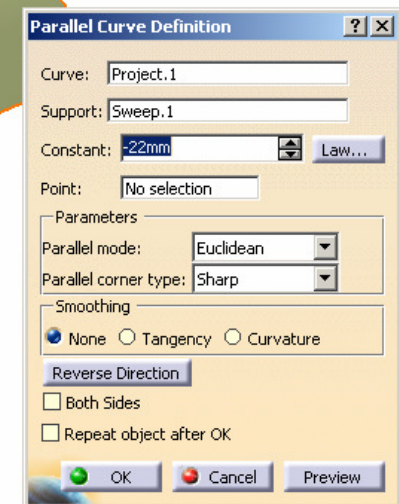 Parallel Curve Definition
Curve: Project.1
Support: Sweep.1
Constant: -22mm Law...
Point: No selection
Parameters
Parallel mode: Euclidean
Parallel corner type: Sharp
Smoothing
None Tangency Curvature
Reverse Direction
Both Sides
Repeat object after OK
OK Cancel Preview